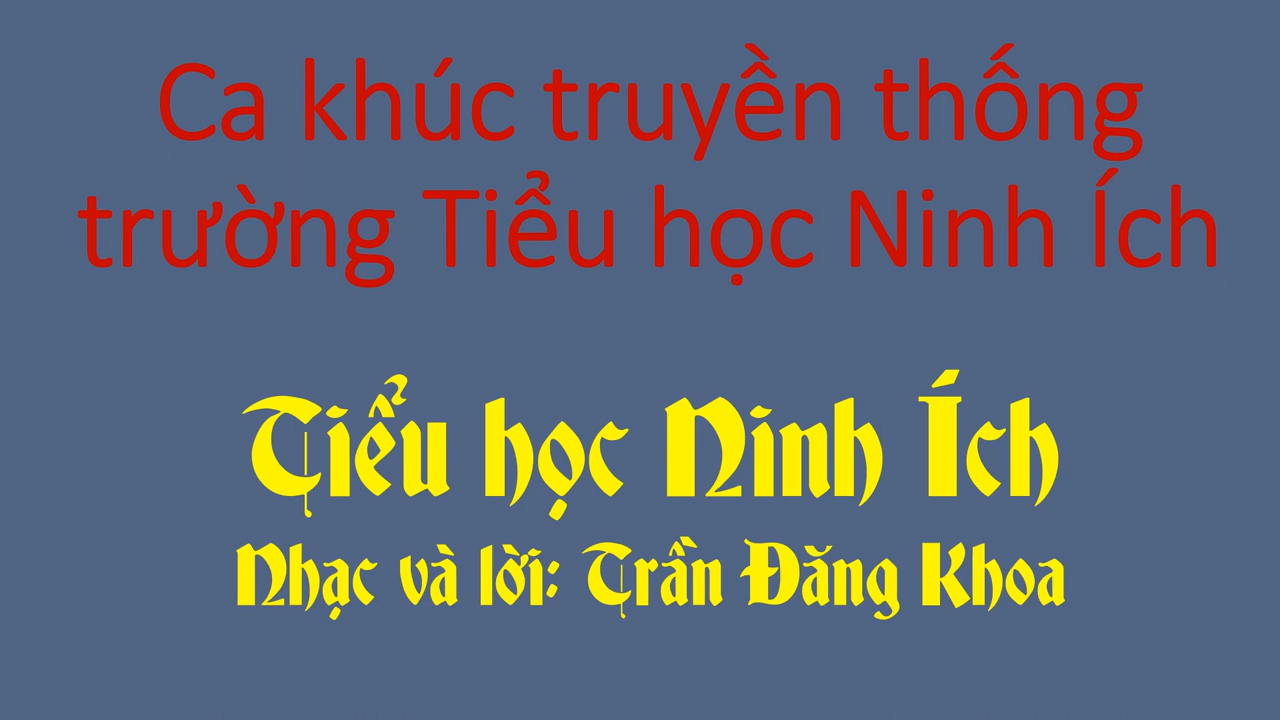 Ca khúc truyền thống
trường Tiểu học Ninh Ích
Tiểu học Ninh Ích
Nhạc và lời: Trần Đăng Khoa